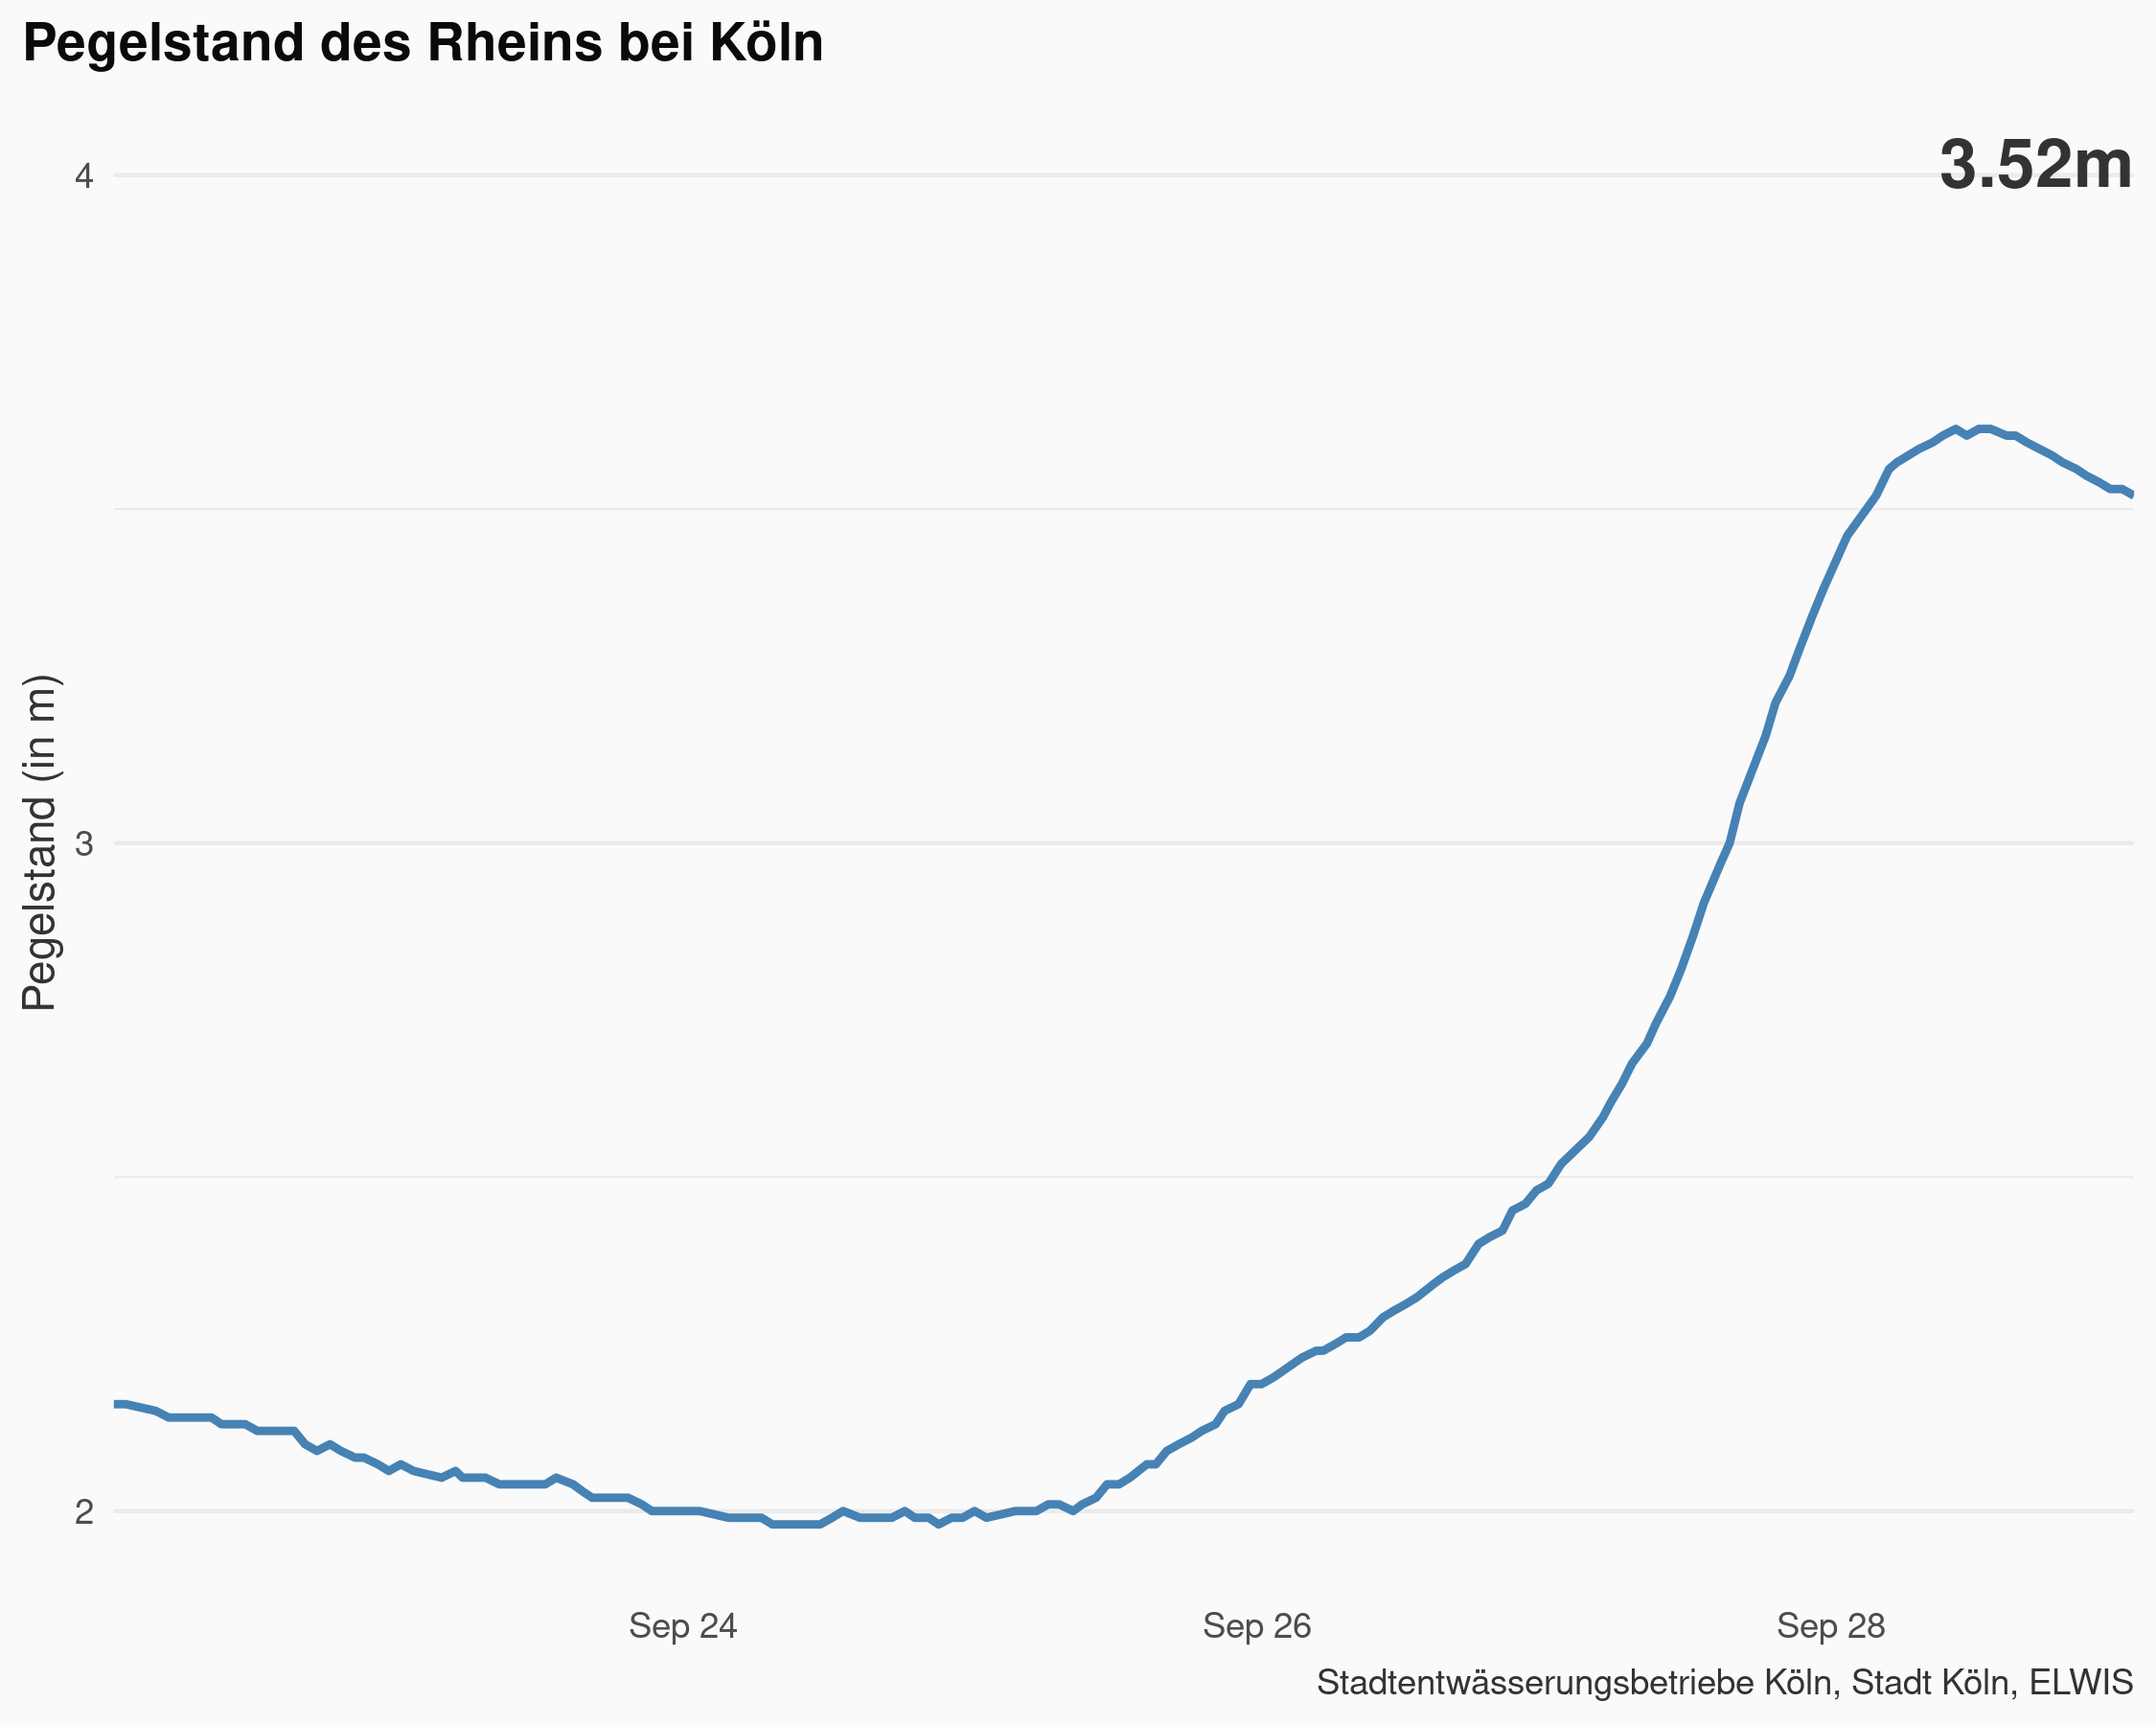 Pegelstand des Rheins bei Köln
3.52m
4
3
2
Pegelstand (in m)
Sep 24
Sep 26
Sep 28
Stadtentwässerungsbetriebe Köln, Stadt Köln, ELWIS